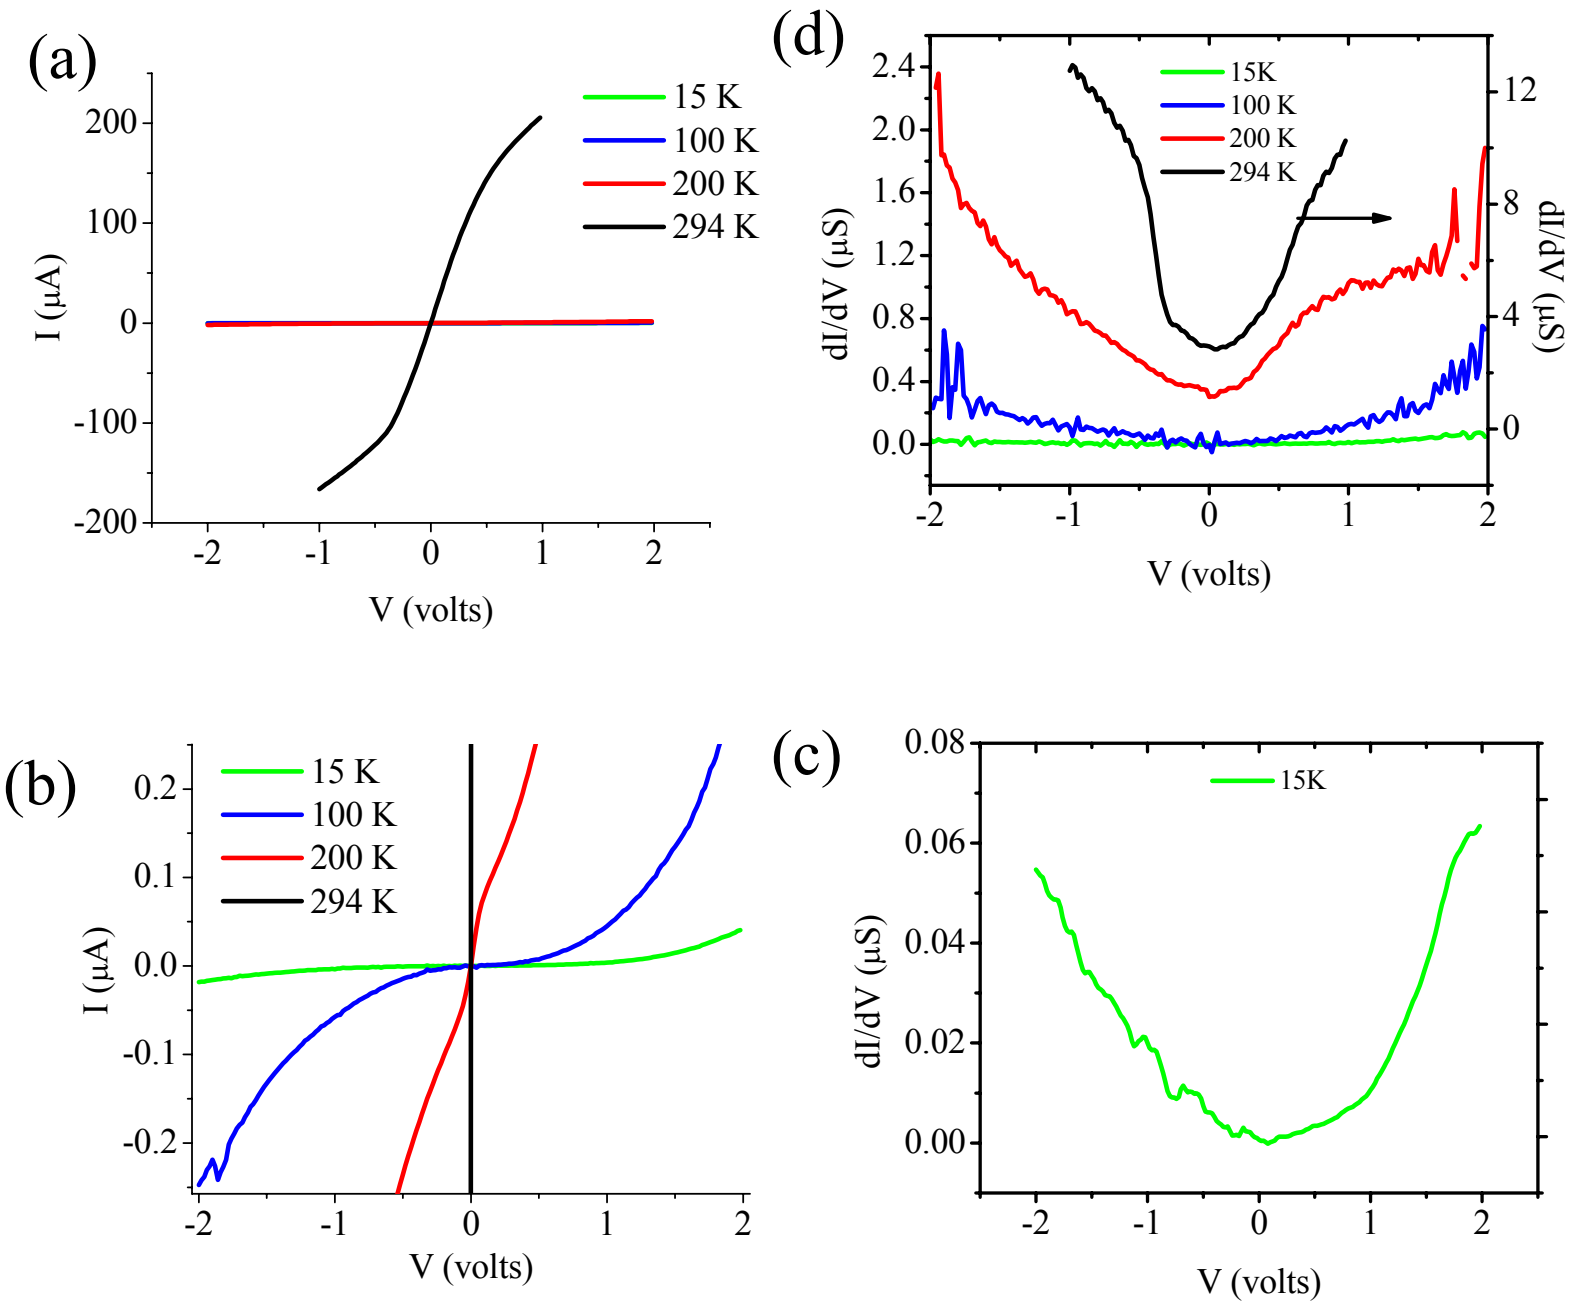 (a)
15 K
100 K
200 K
294 K
200
100
0
-100
-200
I (μA)
-2
-1
0
1
2
V (volts)
(d)
15K
100 K
200 K
294 K
2.4
2.0
1.6
1.2
0.8
0.4
0.0
dI/dV (μS)
12
8
4
0
dI/dV (μS)
-2
-1
0
1
2
V (volts)
(b)
15 K
100 K
200 K
294 K
0.2
0.1
0.0
-0.1
-0.2
I (μA)
-2
-1
0
1
2
V (volts)
(c)
15K
0.08
0.06
0.04
0.02
0.00
dI/dV (μS)
-2
-1
0
1
2
V (volts)